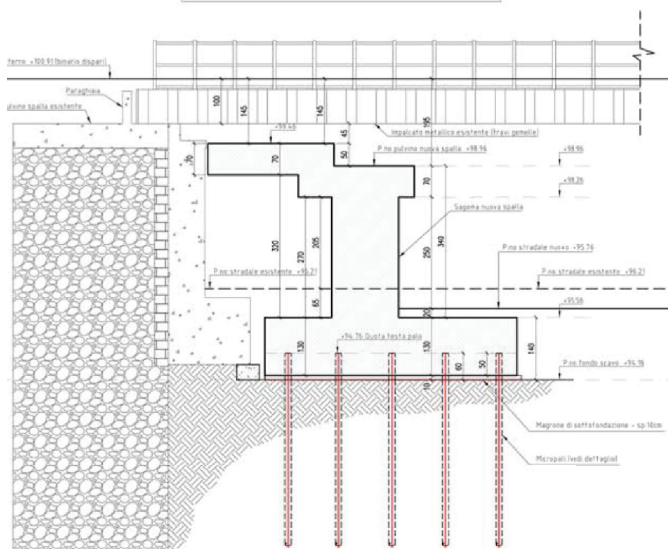 ferro +100.91 (binario dispari)
Paraghiaia
pulvino spalla esistente
100
145
145
195
+99.46
45
50
Impalcato metallico esistente (travi gemelle)
P.no pulvino nuova spalla +98.96
+98.96
70
70
70
+98.26
Sagoma nuova spalla
320
270
205
250
340
P.no stradale nuovo +95.76
P.no stradale esistente +96.21
P.no stradale esistente +96.21
65
20
+95.56
+94.76 Quota testa palo
130
130
60
50
140
P.no fondo scavo +94.16
10
Magrone di sottofondazione - sp.10cm
Micropali (vedi dettaglio)